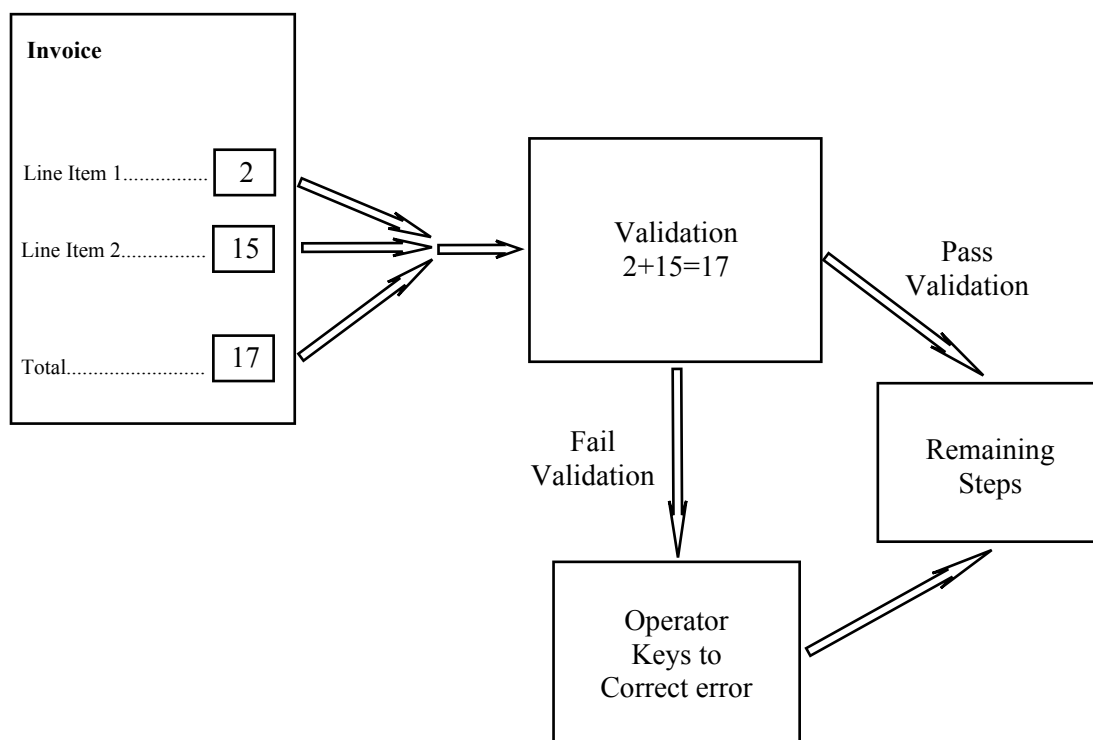 Invoice
Line Item 1................ 2
Line Item 2................ 15
Total.......................... 17
Validation
2+15=17
Pass
Validation
Fail
Validation
Remaining
Steps
Operator
Keys to
Correct error